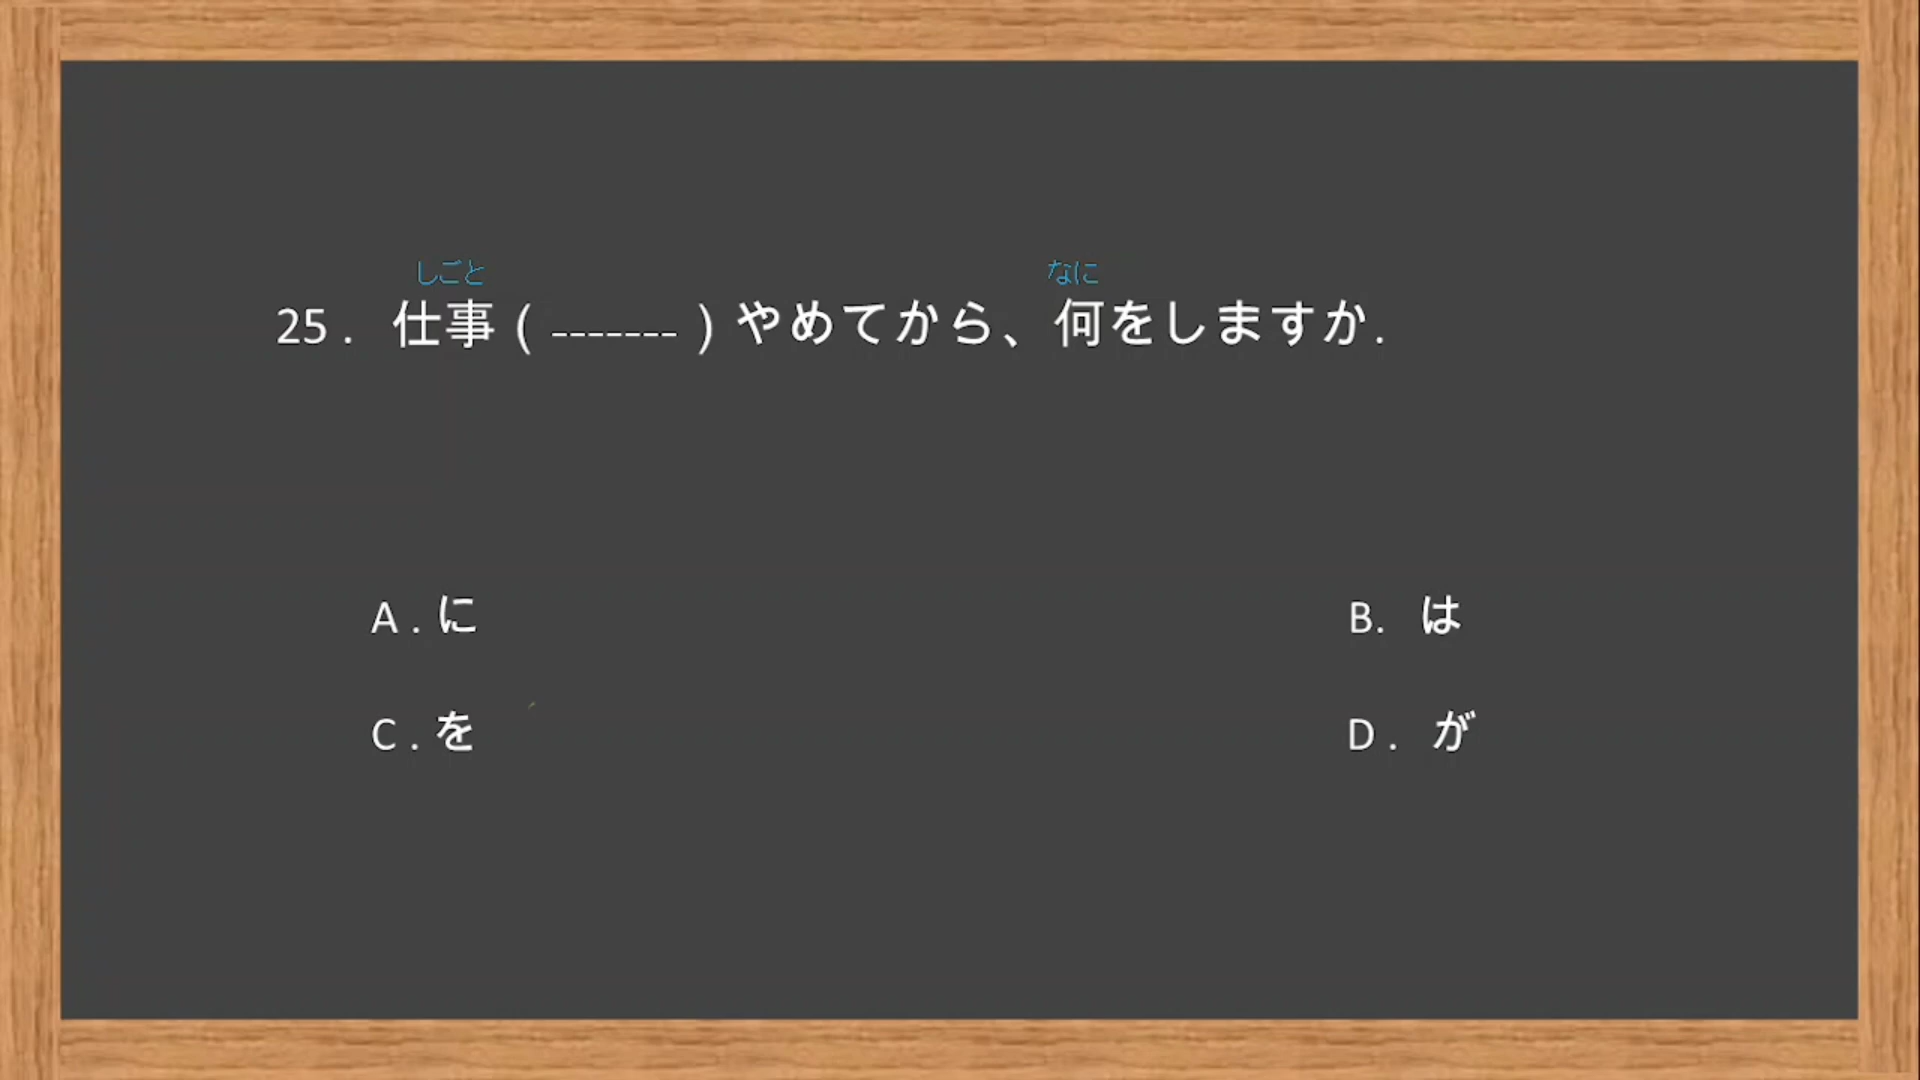 しごと なに
25 . 仕事 ( ------- ) やめてから、何をしますか.
A . に B. は
C . を D . が